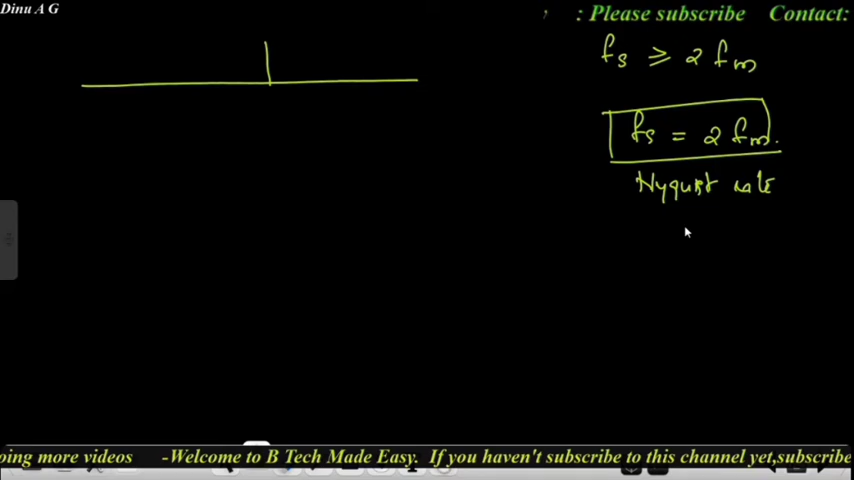 Dinu A G
: Please subscribe Contact:
fs ≥ 2 fm
fs = 2 fm.
Nyquist rate
oing more videos -Welcome to B Tech Made Easy. If you haven't subscribe to this channel yet,subscribe